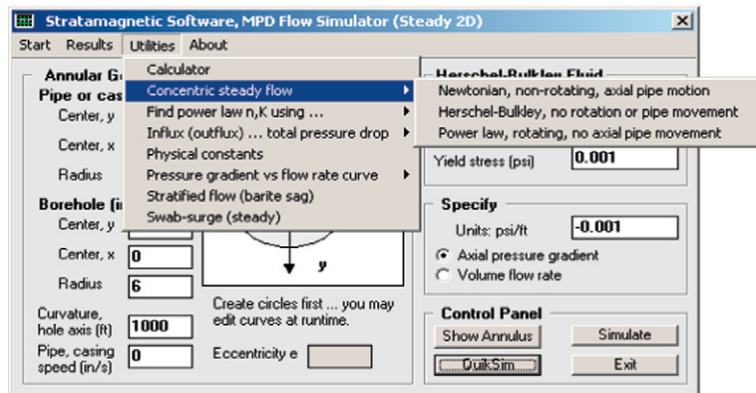 Stratamagnetic Software, MPD Flow Simulator (Steady 2D)
Start Results Utilities About
Annular G
Pipe or cas
Center, y
Center, x
Radius
Borehole (i
Center, y
Center, x 0
Radius 6
Curvature, hole axis (ft) 1000
Pipe, casing speed (in/s) 0
Calculator
Concentric steady flow
Find power law n,K using ...
Influx (outflux) ... total pressure drop
Physical constants
Pressure gradient vs flow rate curve
Stratified flow (barite sag)
Swab-surge (steady)
Newtonian, non-rotating, axial pipe motion
Herschel-Bulkley, no rotation or pipe movement
Power law, rotating, no axial pipe movement
y
Create circles first ... you may
edit curves at runtime.
Eccentricity e
Herschel-Bulkley Fluid
Yield stress (psi) 0.001
Specify
Units: psi/ft -0.001
Axial pressure gradient
Volume flow rate
Control Panel
Show Annulus Simulate
QuikSim Exit